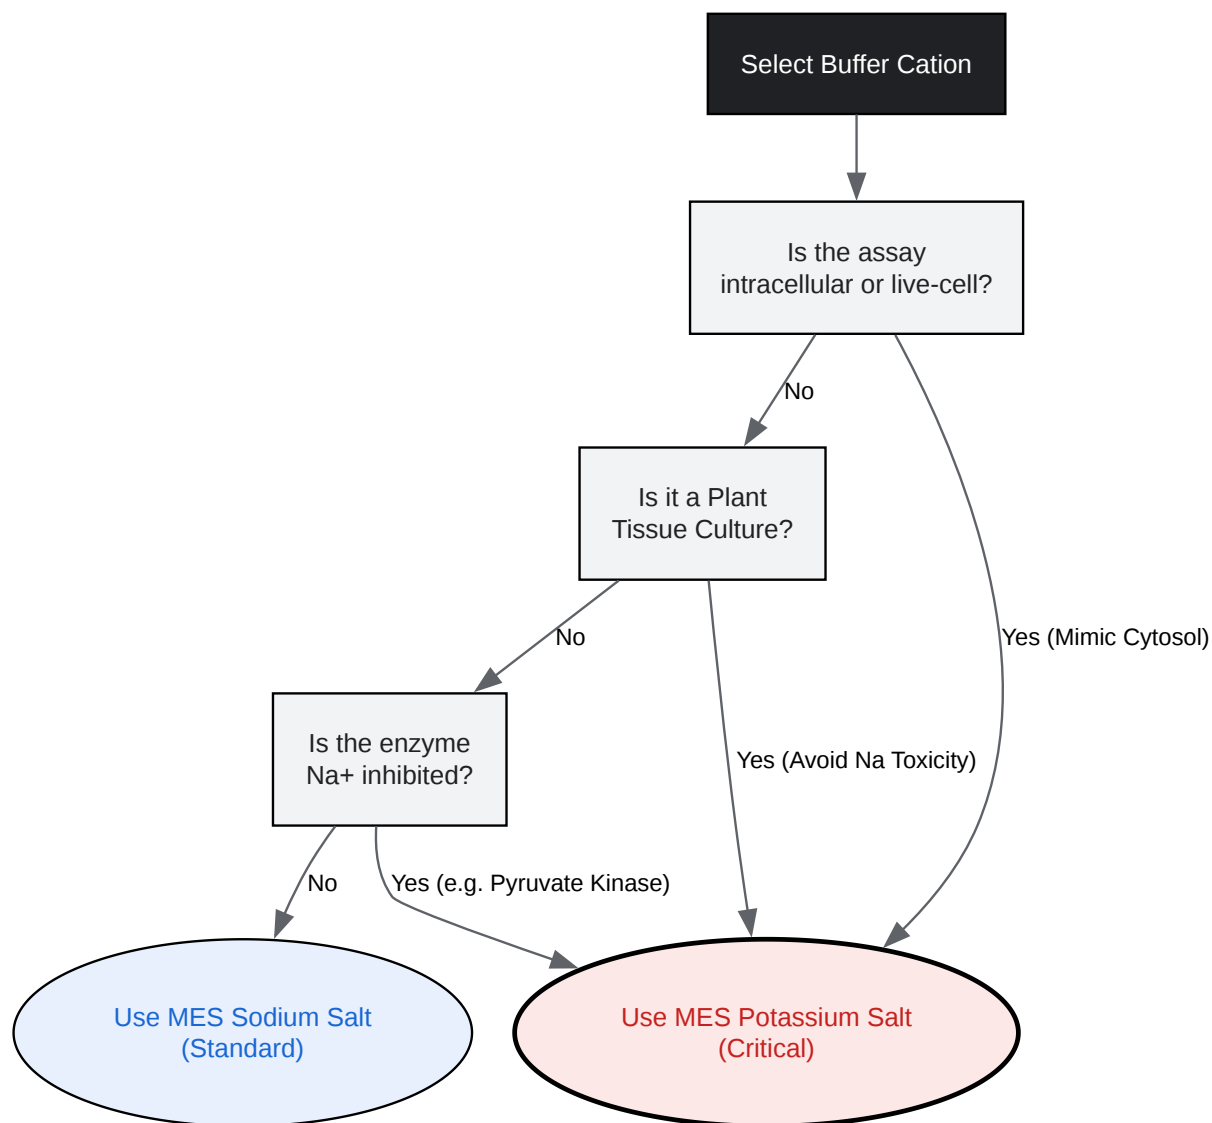 Select Buffer Cation
Is the assay
intracellular or live-cell?
No
Is it a Plant
Tissue Culture?
No
Yes (Mimic Cytosol)
Is the enzyme
Na+ inhibited?
Yes (Avoid Na Toxicity)
No
Yes (e.g. Pyruvate Kinase)
Use MES Sodium Salt
(Standard)
Use MES Potassium Salt
(Critical)